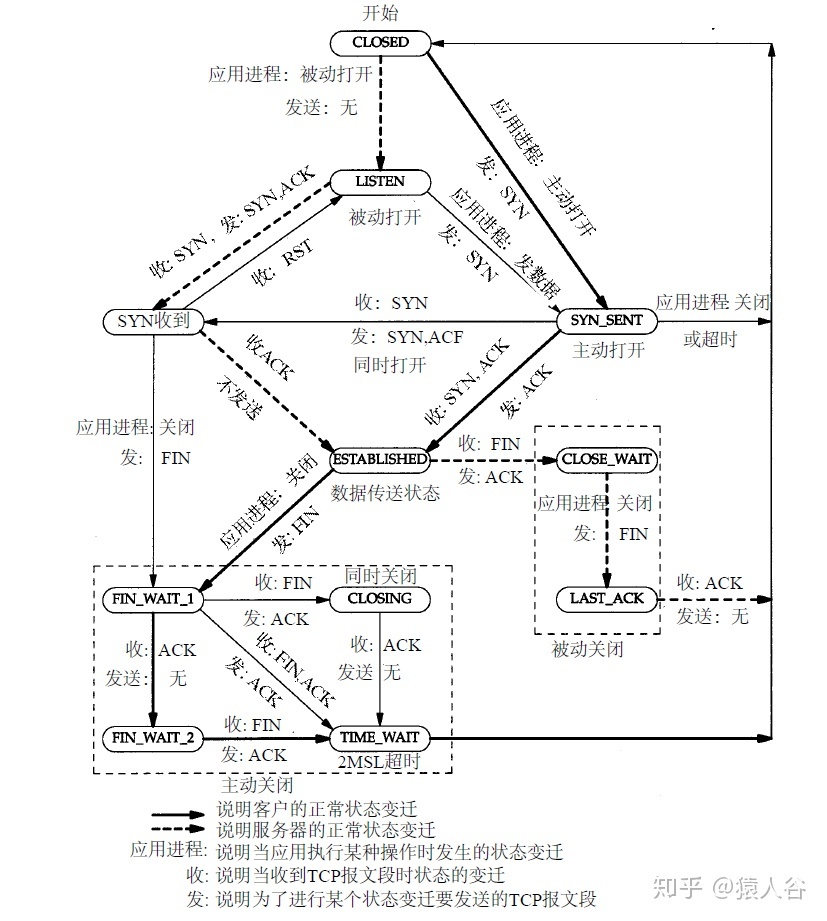 开始
CLOSED
应用进程：被动打开
发送：无
应用进程：主动打开
发：SYN
LISTEN
被动打开
收: SYN，发: SYN,ACK
收: RST
应用进程：发数据
发：SYN
SYN收到
收：SYN
发：SYN,ACF
同时打开
SYN_SENT
主动打开
应用进程:关闭
或超时
收ACK
不发送
收: SYN, ACK
发: ACK
应用进程:关闭
发: FIN
ESTABLISHED
数据传送状态
收: FIN
发: ACK
CLOSE_WAIT
应用进程:关闭
发: FIN
LAST_ACK
收: ACK
发送: 无
被动关闭
应用进程：关闭
发: FIN
FIN_WAIT_1
收: FIN
发: ACK
同时关闭
CLOSING
收: ACK
发送: 无
收: FIN,ACK
发: ACK
收: ACK
发送 无
FIN_WAIT_2
收: FIN
发: ACK
TIME_WAIT
2MSL超时
主动关闭
说明客户的正常状态变迁
说明服务器的正常状态变迁
应用进程: 说明当应用执行某种操作时发生的状态变迁
收: 说明当收到TCP报文段时状态的变迁
发: 说明为了进行某个状态变迁要发送的TCP报文段
知乎 @猿人谷